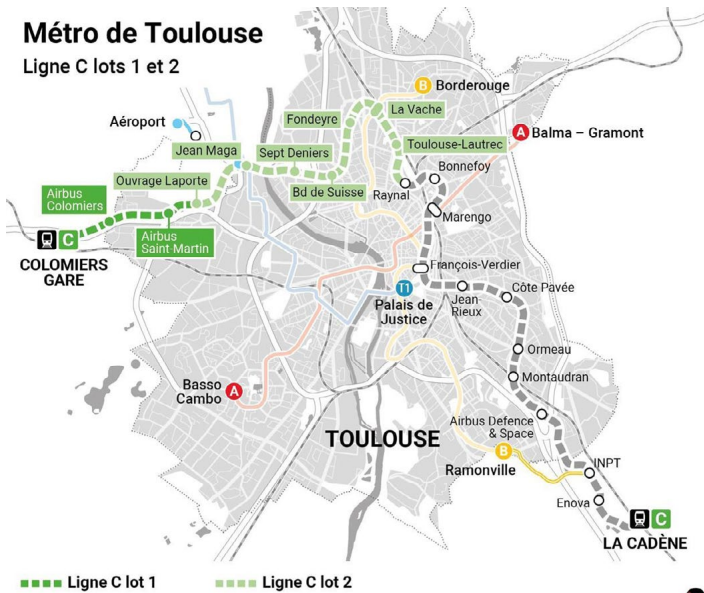 Métro de Toulouse
Ligne C lots 1 et 2
B Borderouge
La Vache
Fondeyre
Aéroport
A Balma – Gramont
Toulouse-Lautrec
Jean Maga
Sept Deniers
Bonnefoy
Ouvrage Laporte
Bd de Suisse
Raynal
Airbus
Colomiers
Marengo
Airbus
Saint-Martin
C
COLOMIERS
GARE
François-Verdier
T1
Palais de
Justice
Jean-
Rieux
Côte Pavée
Ormeau
Basso
Cambo
A
Montaudran
Airbus Defence
& Space
TOULOUSE
B
Ramonville
INPT
Enova
C
LA CADÈNE
Ligne C lot 1
Ligne C lot 2